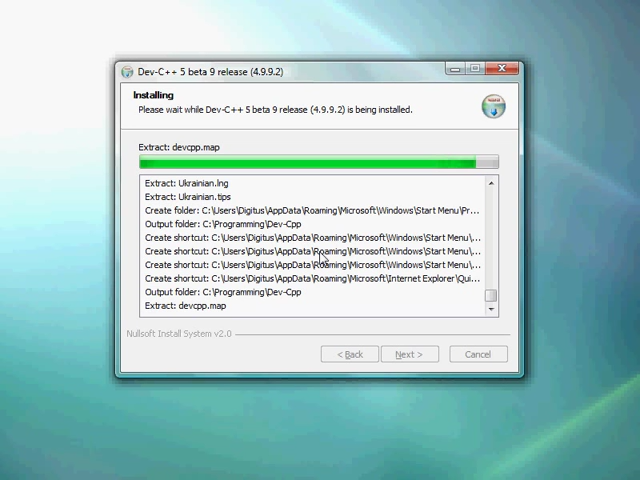 Dev-C++ 5 beta 9 release (4.9.9.2)
Installing
Please wait while Dev-C++ 5 beta 9 release (4.9.9.2) is being installed.
Extract: devcpp.map
Extract: Ukrainian.lng
Extract: Ukrainian.tips
Create folder: C:\Users\Digitus\AppData\Roaming\Microsoft\Windows\Start Menu\Pr...
Output folder: C:\Programming\Dev-Cpp
Create shortcut: C:\Users\Digitus\AppData\Roaming\Microsoft\Windows\Start Menu\...
Create shortcut: C:\Users\Digitus\AppData\Roaming\Microsoft\Windows\Start Menu\...
Create shortcut: C:\Users\Digitus\AppData\Roaming\Microsoft\Windows\Start Menu\...
Create shortcut: C:\Users\Digitus\AppData\Roaming\Microsoft\Internet Explorer\Qui...
Output folder: C:\Programming\Dev-Cpp
Extract: devcpp.map
Nullsoft Install System v2.0
< Back Next > Cancel